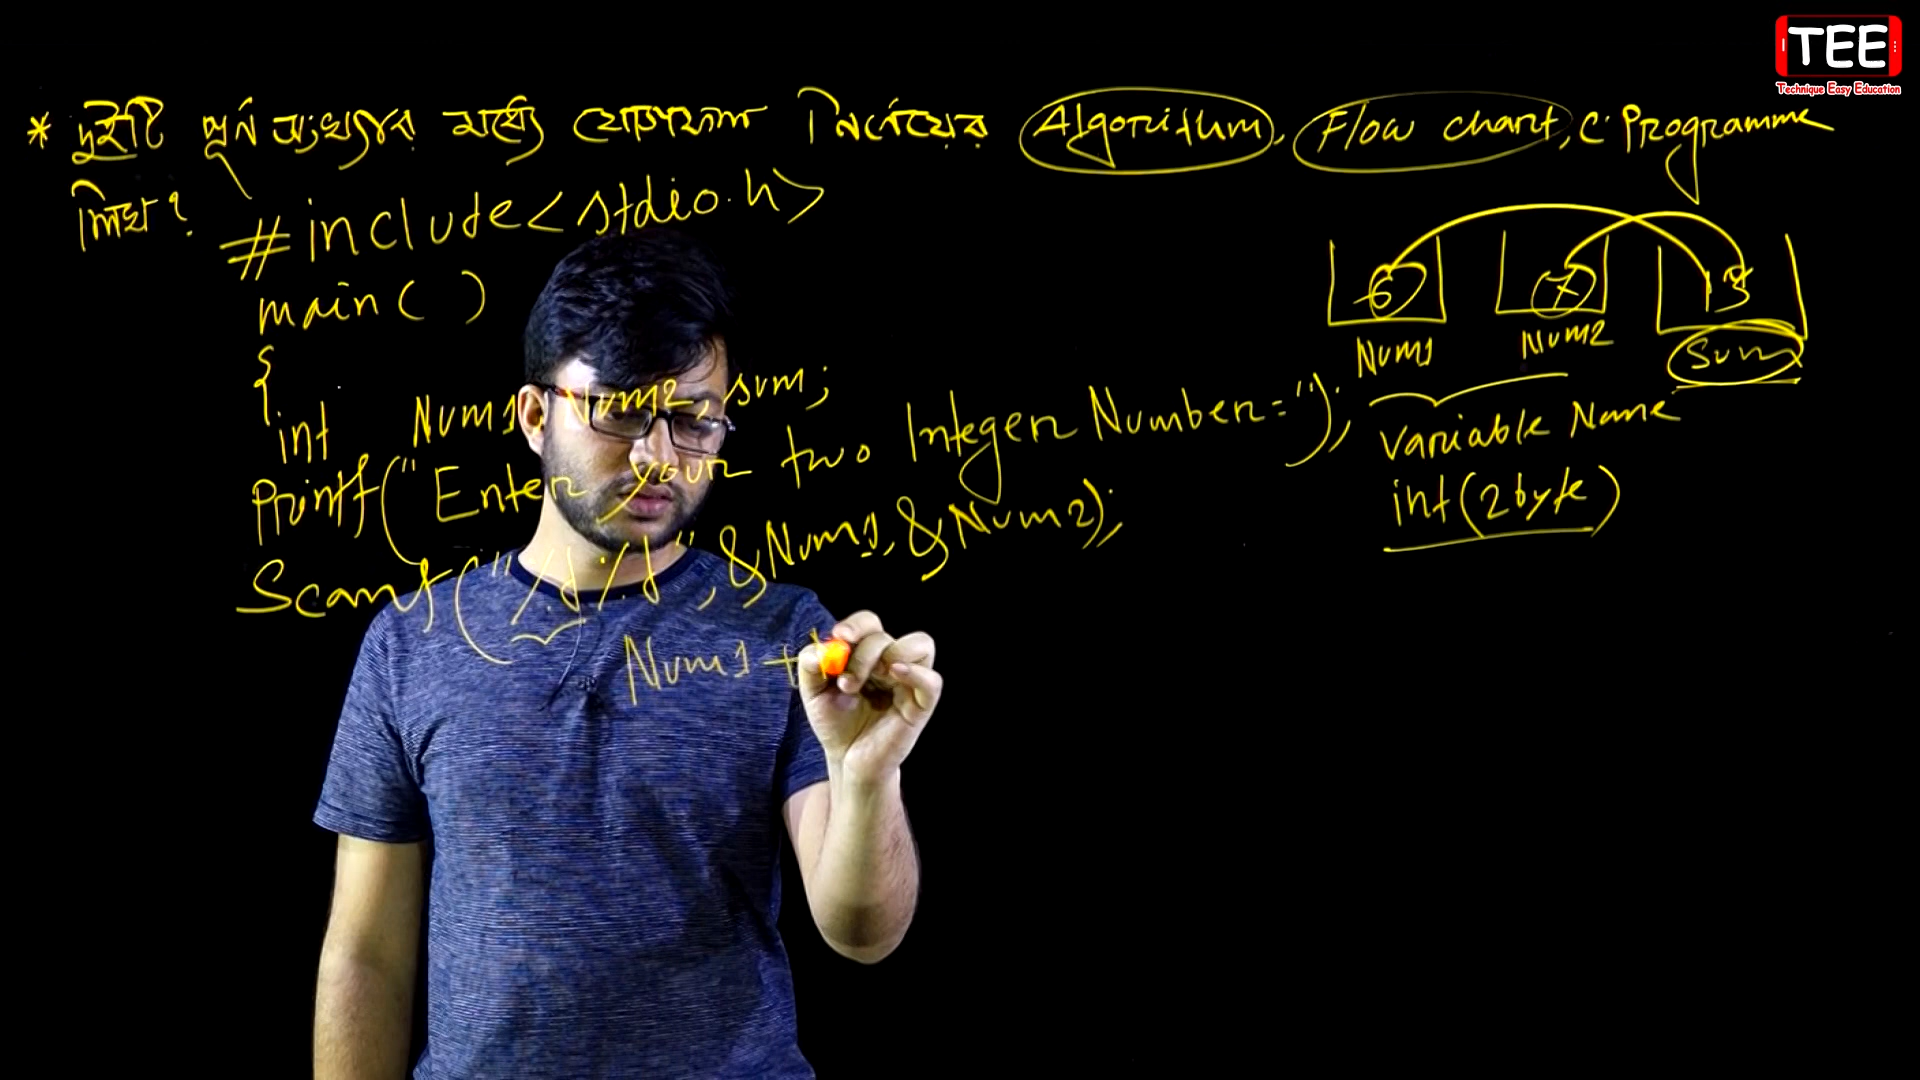 TEE
Technique Easy Education
* দুইটি পূর্ন সংখ্যার মধ্যে যোগফল নির্ণয়ের Algorithm, Flow chart, C Programme
লিখ?
#include<stdio.h>
main( )
{
int Num1, Num2, sum;
Printf("Enter your two Integer Number=");
Scanf("%d%d", &Num1, &Num2);
Num1 +
6 7 13
Num1 Num2 Sum
variable Name
int(2byte)